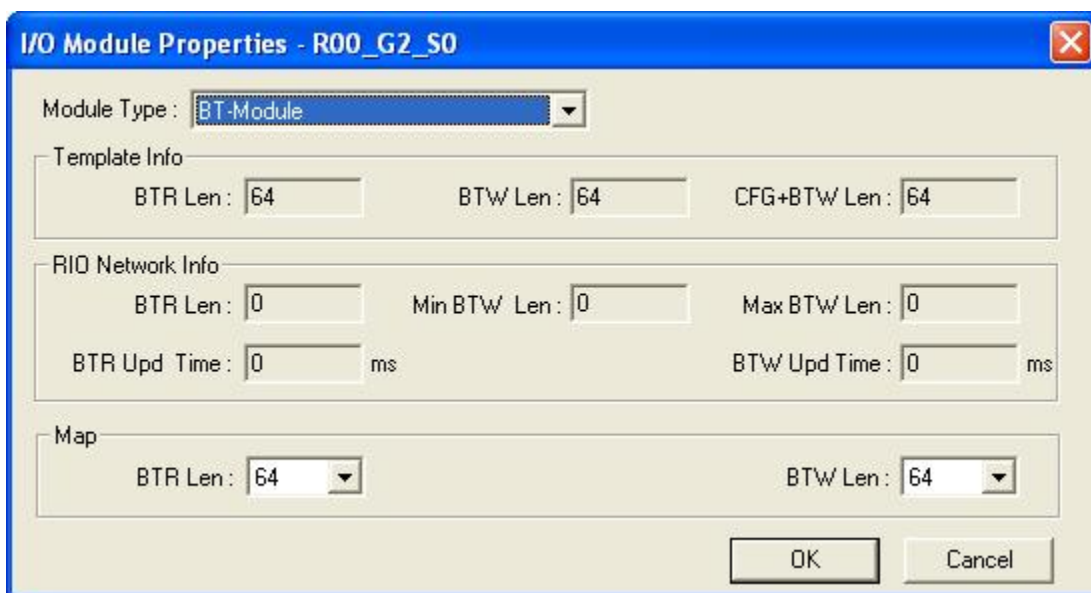 I/O Module Properties - R00_G2_S0
Module Type : BT-Module
Template Info
BTR Len : 64 BTW Len : 64 CFG+BTW Len : 64
RIO Network Info
BTR Len : 0 Min BTW Len : 0 Max BTW Len : 0
BTR Upd Time : 0 ms BTW Upd Time : 0 ms
Map
BTR Len : 64 BTW Len : 64
OK Cancel